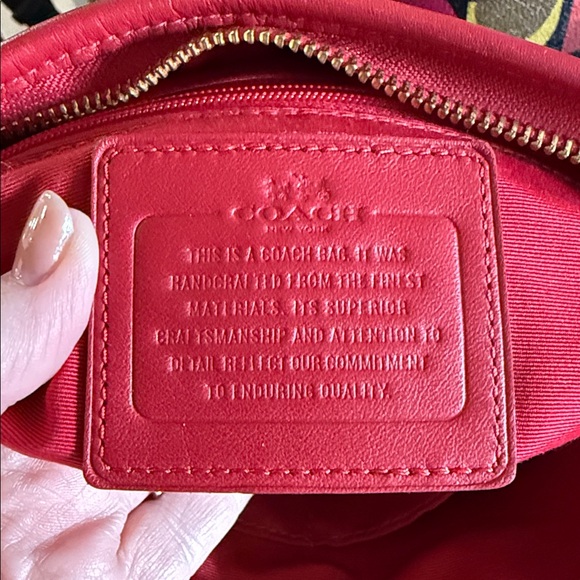 COACH
NEW YORK
THIS IS A COACH BAG. IT WAS
HANDCRAFTED FROM THE FINEST
MATERIALS. ITS SUPERIOR
CRAFTSMANSHIP AND ATTENTION TO
DETAIL REFLECT OUR COMMITMENT
TO ENDURING QUALITY.